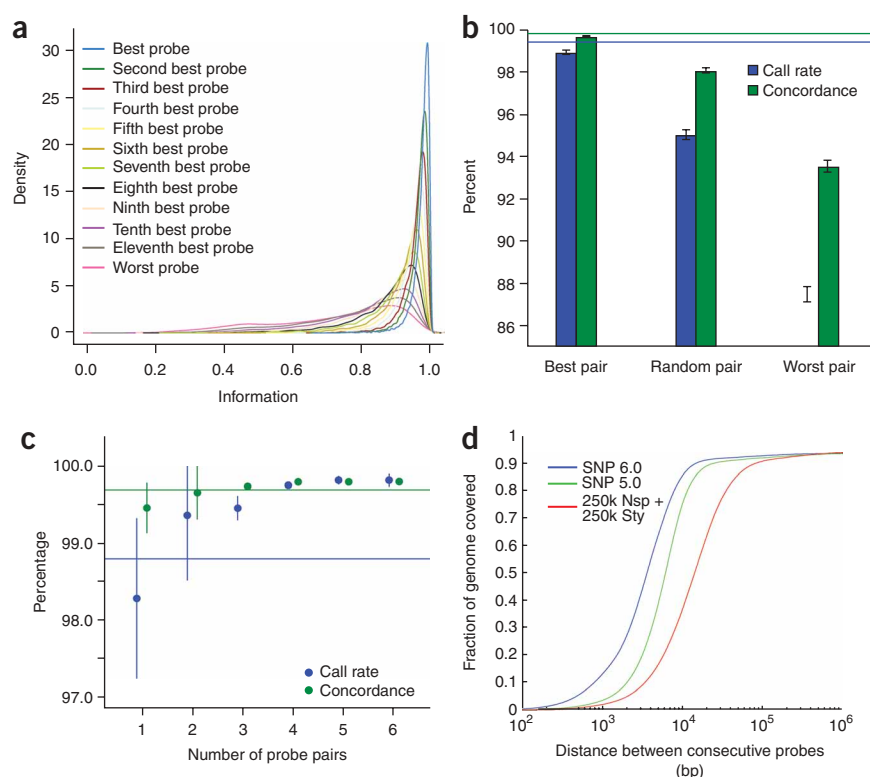 a
30
25
20
15
10
5
0
Density
Best probe
Second best probe
Third best probe
Fourth best probe
Fifth best probe
Sixth best probe
Seventh best probe
Eighth best probe
Ninth best probe
Tenth best probe
Eleventh best probe
Worst probe
0.0 0.2 0.4 0.6 0.8 1.0
Information
b
100
98
96
94
92
90
88
86
Percent
Call rate
Concordance
Best pair Random pair Worst pair
c
100.0
99.0
98.0
97.0
Percentage
Call rate
Concordance
1 2 3 4 5 6
Number of probe pairs
d
1
0.9
0.8
0.7
0.6
0.5
0.4
0.3
0.2
0.1
0
Fraction of genome covered
SNP 6.0
SNP 5.0
250k Nsp +
250k Sty
10² 10³ 10⁴ 10⁵ 10⁶
Distance between consecutive probes
(bp)